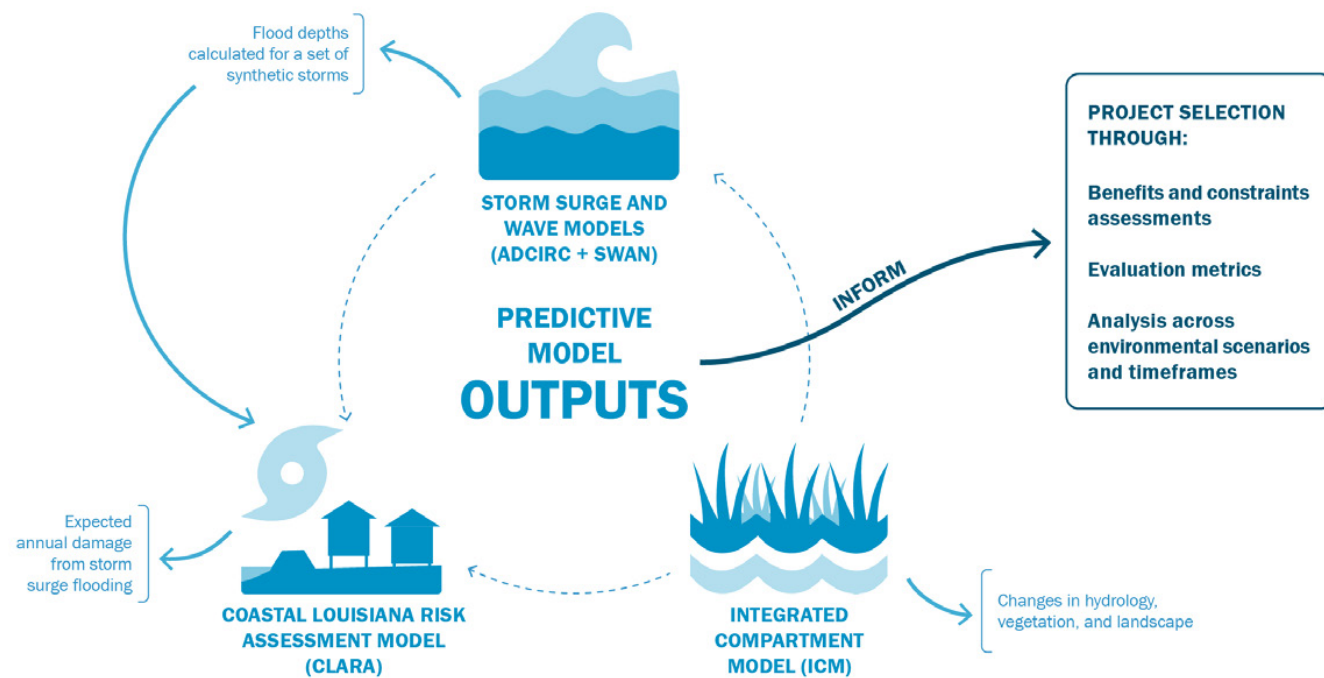 Flood depths
calculated for a set of
synthetic storms
STORM SURGE AND
WAVE MODELS
(ADCIRC + SWAN)
PREDICTIVE
MODEL
OUTPUTS
INFORM
PROJECT SELECTION
THROUGH:
Benefits and constraints
assessments
Evaluation metrics
Analysis across
environmental scenarios
and timeframes
Expected
annual damage
from storm
surge flooding
COASTAL LOUISIANA RISK
ASSESSMENT MODEL
(CLARA)
INTEGRATED
COMPARTMENT
MODEL (ICM)
Changes in hydrology,
vegetation, and landscape